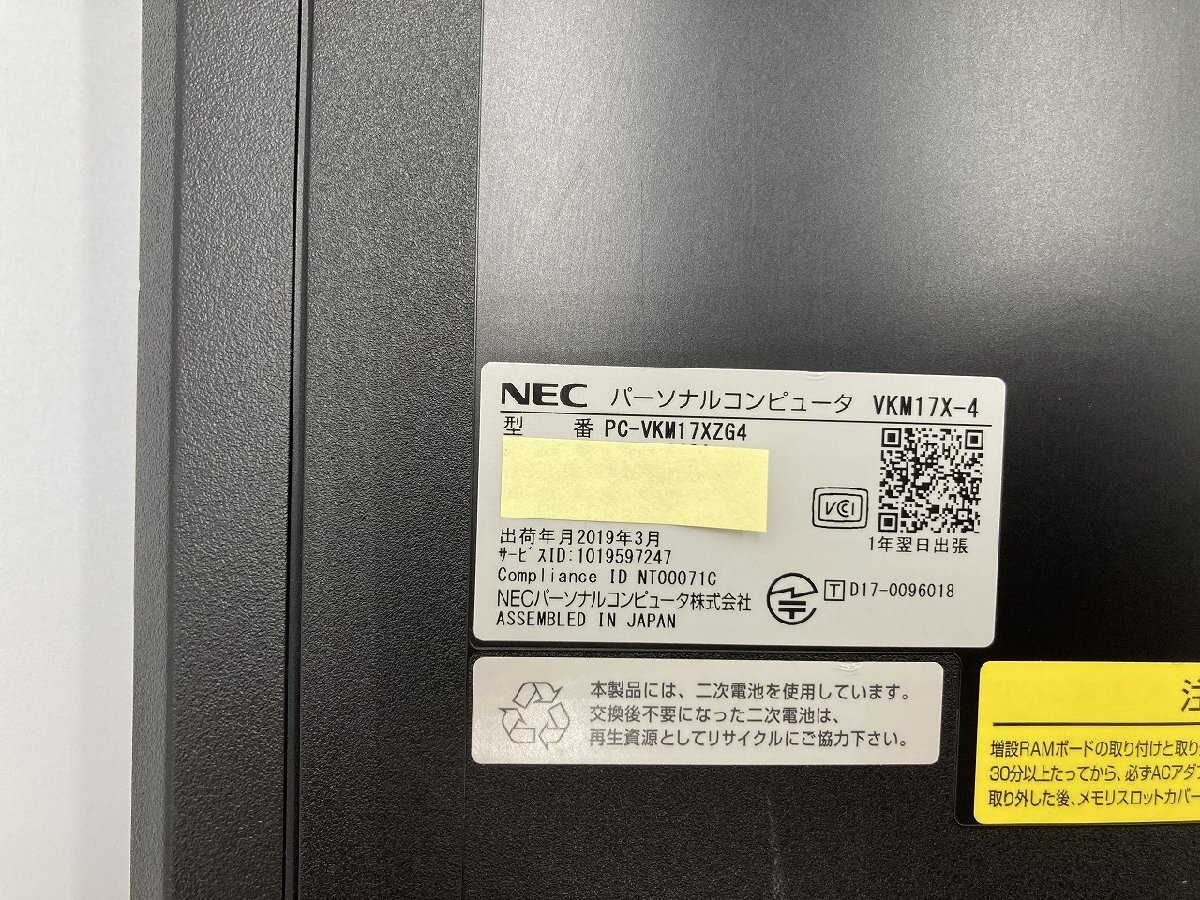 NEC パーソナルコンピュータ VKM17X-4
型 番 PC-VKM17XZG4
出荷年月2019年3月
サービスID:1019597247
Compliance ID NT00071C
NECパーソナルコンピュータ株式会社
ASSEMBLED IN JAPAN
VCI
1年翌日出張
T D17-0096018
本製品には、二次電池を使用しています。
交換後不要になった二次電池は、
再生資源としてリサイクルにご協力下さい。
注
増設RAMボードの取り付けと取り
30分以上たってから、必ずACアダ
取り外した後、メモリスロットカバー